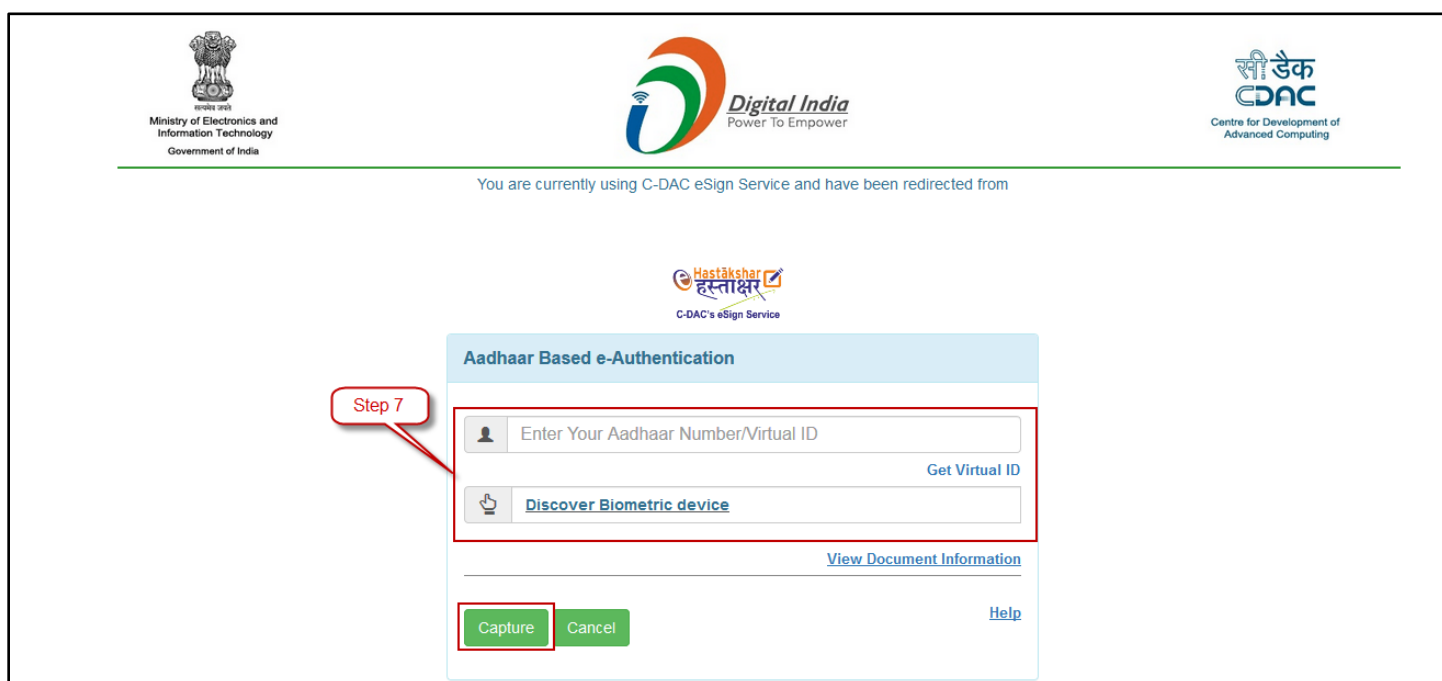 सत्यमेव जयते
Ministry of Electronics and
Information Technology
Government of India
Digital India
Power To Empower
सी डैक
CDAC
Centre for Development of
Advanced Computing
You are currently using C-DAC eSign Service and have been redirected from
e Hastākshar
हस्ताक्षर
C-DAC's eSign Service
Aadhaar Based e-Authentication
Step 7
Enter Your Aadhaar Number/Virtual ID
Get Virtual ID
Discover Biometric device
View Document Information
Capture
Cancel
Help